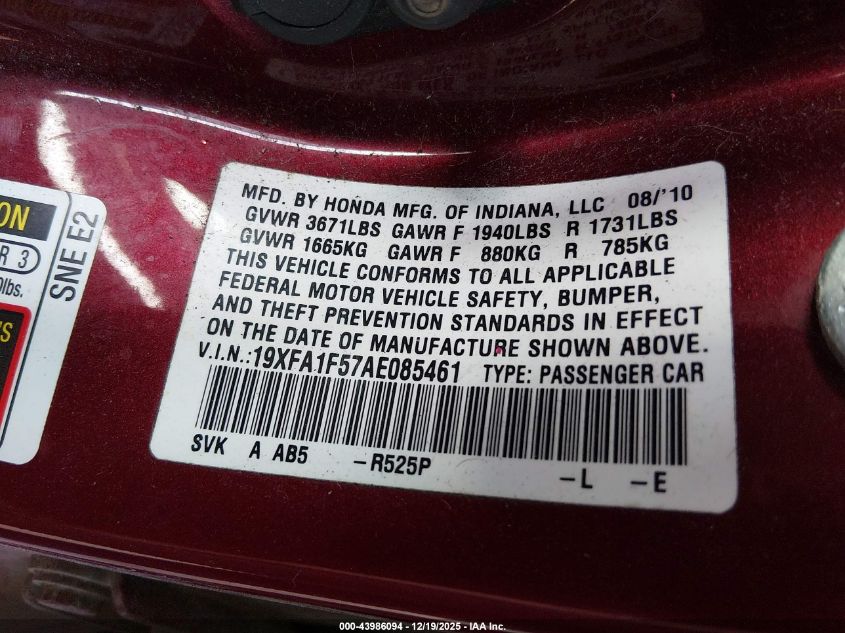 MFD. BY HONDA MFG. OF INDIANA, LLC 08/'10
GVWR 3671LBS GAWR F 1940LBS R 1731LBS
GVWR 1665KG GAWR F 880KG R 785KG
THIS VEHICLE CONFORMS TO ALL APPLICABLE
FEDERAL MOTOR VEHICLE SAFETY, BUMPER,
AND THEFT PREVENTION STANDARDS IN EFFECT
ON THE DATE OF MANUFACTURE SHOWN ABOVE.
V.I.N.:19XFA1F57AE085461 TYPE: PASSENGER CAR
SVK A AB5 -R525P -L -E
ON
R 3
0lbs.
'S
SNE E2
000-43986094 - 12/19/2025 - IAA Inc.